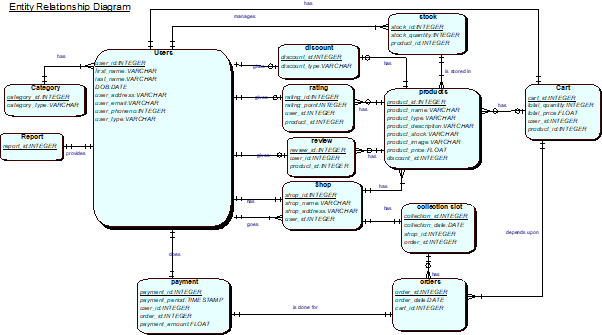 Entity Relationship Diagram
has
manages
stock
stock_id:INTEGER
stock_quantity:INTEGER
product_id:INTEGER
Users
user_id:INTEGER
first_name:VARCHAR
last_name:VARCHAR
DOB:DATE
user_address:VARCHAR
user_email:VARCHAR
user_phoneno:INTEGER
user_type:VARCHAR
discount
discount_id:INTEGER
discount_type:VARCHAR
gives
has
is stored in
has
Category
category_id:INTEGER
category_type:VARCHAR
rating
rating_id:INTEGER
rating_point:INTEGER
user_id:INTEGER
product_id:INTEGER
gives
has
products
product_id:INTEGER
product_name:VARCHAR
product_type:VARCHAR
product_description:VARCHAR
product_stock:VARCHAR
product_image:VARCHAR
product_price:FLOAT
discount_id:INTEGER
has
Cart
cart_id:INTEGER
total_quantity:INTEGER
total_price:FLOAT
user_id:INTEGER
product_id:INTEGER
Report
report_id:INTEGER
provides
review
review_id:INTEGER
user_id:INTEGER
product_id:INTEGER
gives
has
Shop
shop_id:INTEGER
shop_name:VARCHAR
shop_address:VARCHAR
user_id:INTEGER
has
has
goes
has
collection slot
collection_id:INTEGER
collection_date:DATE
shop_id:INTEGER
order_id:INTEGER
depends upon
does
has
payment
payment_id:INTEGER
payment_period:TIMESTAMP
user_id:INTEGER
order_id:INTEGER
payment_amount:FLOAT
is done for
orders
order_id:INTEGER
order_date:DATE
cart_id:INTEGER